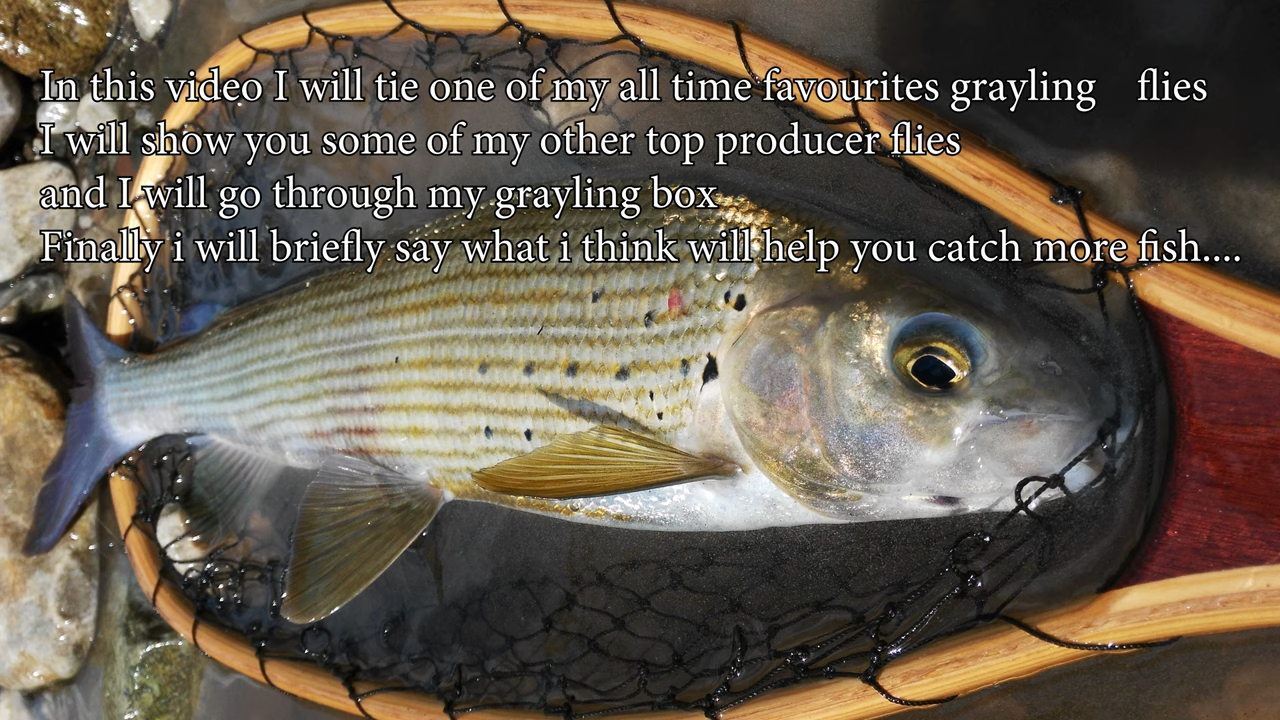 In this video I will tie one of my all time favourites grayling flies
I will show you some of my other top producer flies
and I will go through my grayling box
Finally i will briefly say what i think will help you catch more fish....